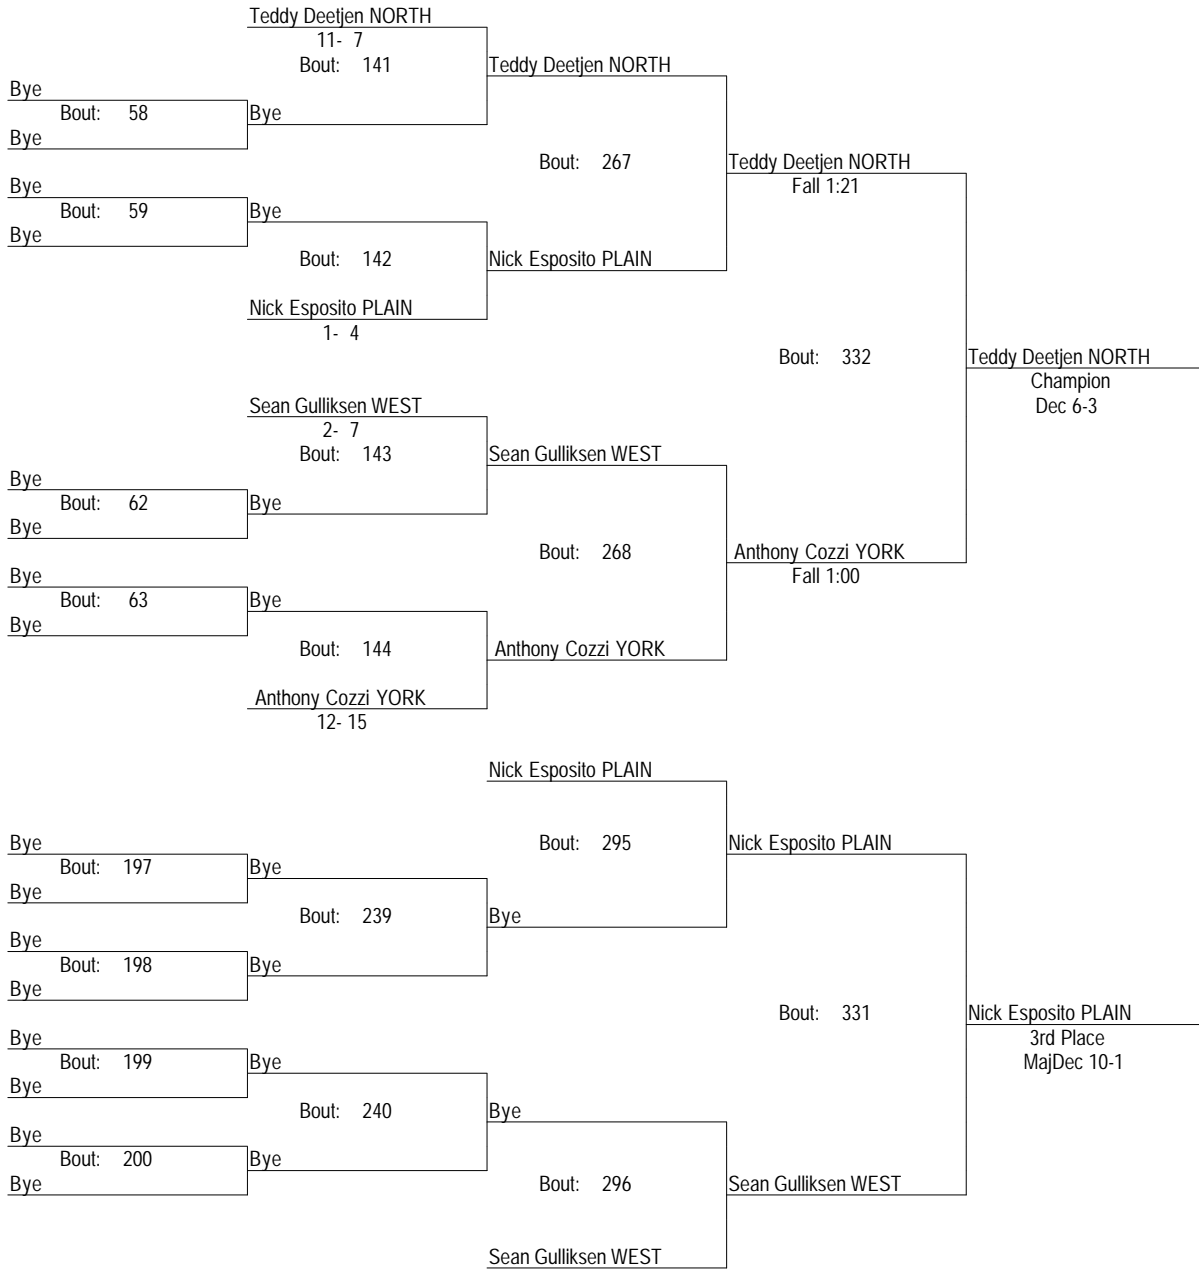 Teddy Deetjen NORTH
11- 7
Bout: 141
Teddy Deetjen NORTH
Bye
Bout: 58
Bye
Bye
Bout: 267
Teddy Deetjen NORTH
Fall 1:21
Bye
Bout: 59
Bye
Bye
Bout: 142
Nick Esposito PLAIN
Nick Esposito PLAIN
1- 4
Bout: 332
Teddy Deetjen NORTH
Champion
Dec 6-3
Sean Gulliksen WEST
2- 7
Bout: 143
Sean Gulliksen WEST
Bye
Bout: 62
Bye
Bye
Bout: 268
Anthony Cozzi YORK
Fall 1:00
Bye
Bout: 63
Bye
Bye
Bout: 144
Anthony Cozzi YORK
Anthony Cozzi YORK
12- 15
Nick Esposito PLAIN
Bout: 295
Nick Esposito PLAIN
Bye
Bout: 197
Bye
Bye
Bout: 239
Bye
Bye
Bout: 198
Bye
Bye
Bout: 331
Nick Esposito PLAIN
3rd Place
MajDec 10-1
Bye
Bout: 199
Bye
Bye
Bout: 240
Bye
Bye
Bout: 200
Bye
Bye
Bout: 296
Sean Gulliksen WEST
Sean Gulliksen WEST